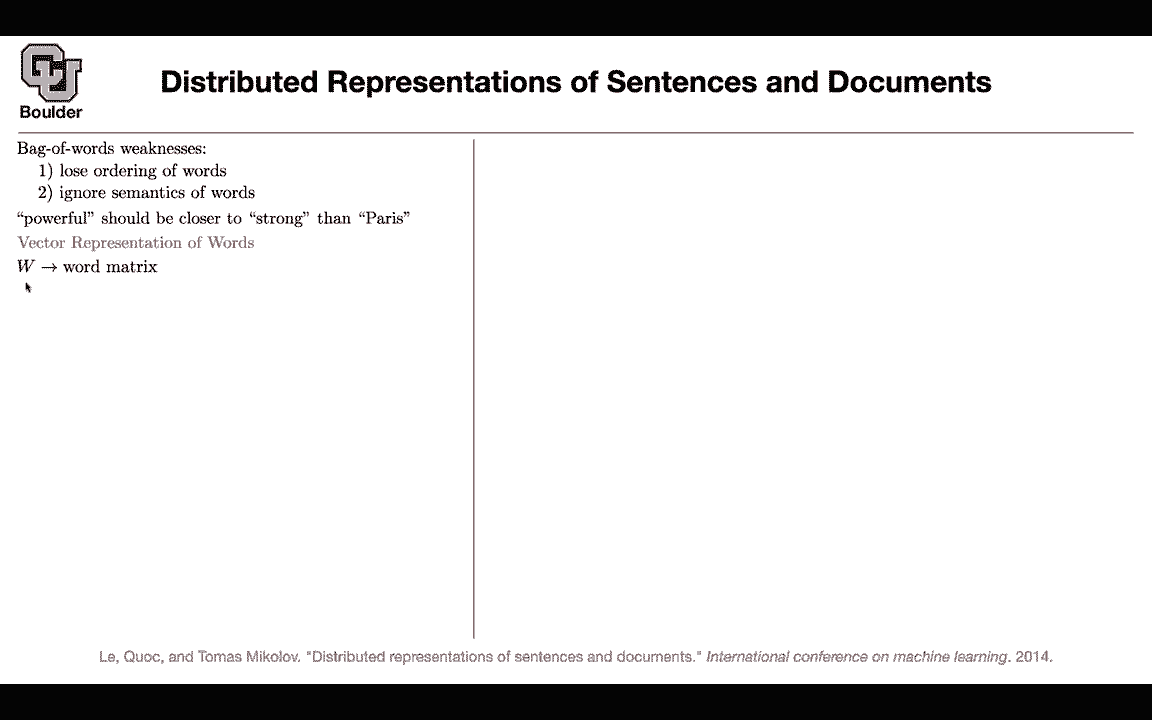 CU
Boulder
Distributed Representations of Sentences and Documents
Bag-of-words weaknesses:
1) lose ordering of words
2) ignore semantics of words
“powerful” should be closer to “strong” than “Paris”
Vector Representation of Words
W → word matrix
Le, Quoc, and Tomas Mikolov. "Distributed representations of sentences and documents." International conference on machine learning. 2014.